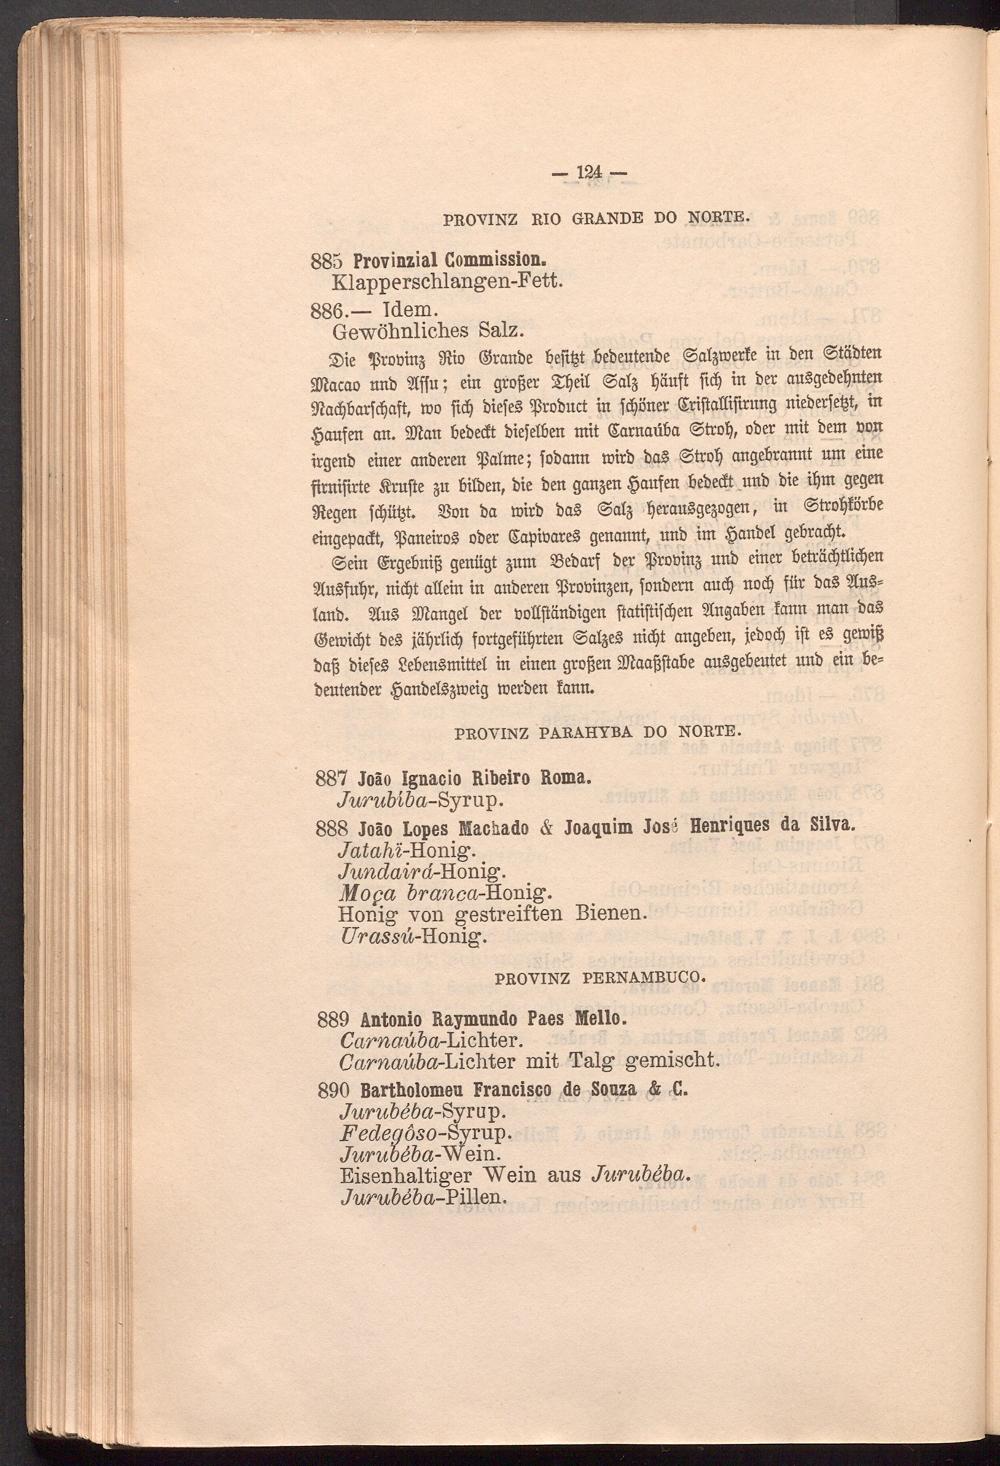 — 124 —
PROVINZ RIO GRANDE DO NORTE.
885 Provinzial Commission.
Klapperschlangen-Fett.
886.— Idem.
Gewöhnliches Salz.
Die Provinz Rio Grande besitzt bedeutende Salzwerke in den Städten
Macao und Assu; ein großer Theil Salz häuft sich in der ausgedehnten
Nachbarschaft, wo sich dieses Product in schöner Cristallisirung niedersetzt, in
Haufen an. Man bedeckt dieselben mit Carnaúba Stroh, oder mit dem von
irgend einer anderen Palme; sodann wird das Stroh angebrannt um eine
firnisirte Kruste zu bilden, die den ganzen Haufen bedeckt und die ihm gegen
Regen schützt. Von da wird das Salz herausgezogen, in Strohkörbe
eingepackt, Paneiros oder Capivares genannt, und im Handel gebracht.
Sein Ergebniß genügt zum Bedarf der Provinz und einer beträchtlichen
Ausfuhr, nicht allein in anderen Provinzen, sondern auch noch für das Aus-
land. Aus Mangel der vollständigen statistischen Angaben kann man das
Gewicht des jährlich fortgeführten Salzes nicht angeben, jedoch ist es gewiß
daß dieses Lebensmittel in einen großen Maaßstabe ausgebeutet und ein be-
deutender Handelszweig werden kann.
PROVINZ PARAHYBA DO NORTE.
887 João Ignacio Ribeiro Roma.
Jurubiba-Syrup.
888 João Lopes Machado & Joaquim José Henriques da Silva.
Jatahï-Honig.
Jundairá-Honig.
Moça branca-Honig.
Honig von gestreiften Bienen.
Urassú-Honig.
PROVINZ PERNAMBUCO.
889 Antonio Raymundo Paes Mello.
Carnaúba-Lichter.
Carnaúba-Lichter mit Talg gemischt.
890 Bartholomeu Francisco de Souza & C.
Jurubéba-Syrup.
Fedegôso-Syrup.
Jurubéba-Wein.
Eisenhaltiger Wein aus Jurubéba.
Jurubéba-Pillen.